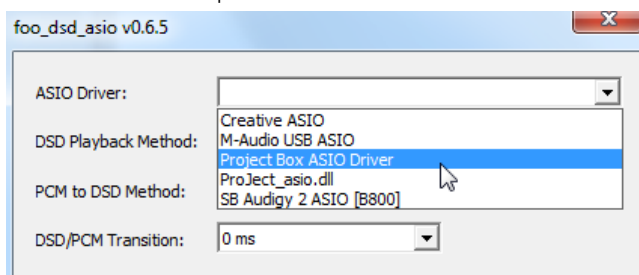 foo_dsd_asio v0.6.5
ASIO Driver:
Creative ASIO
DSD Playback Method:
M-Audio USB ASIO
Project Box ASIO Driver
PCM to DSD Method:
ProJect_asio.dll
SB Audigy 2 ASIO [B800]
DSD/PCM Transition:
0 ms